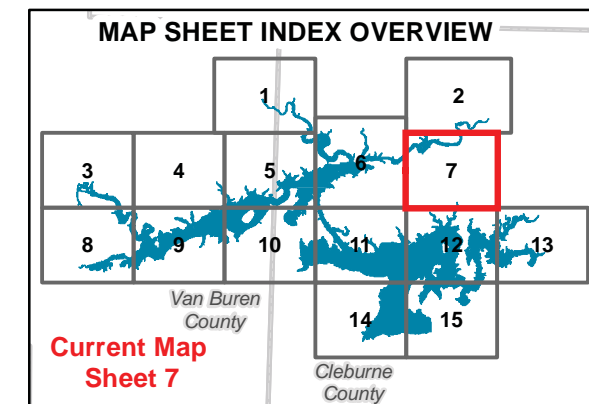 MAP SHEET INDEX OVERVIEW
1
2
3
4
5
6
7
8
9
10
11
12
13
Van Buren
County
14
15
Current Map
Sheet 7
Cleburne
County